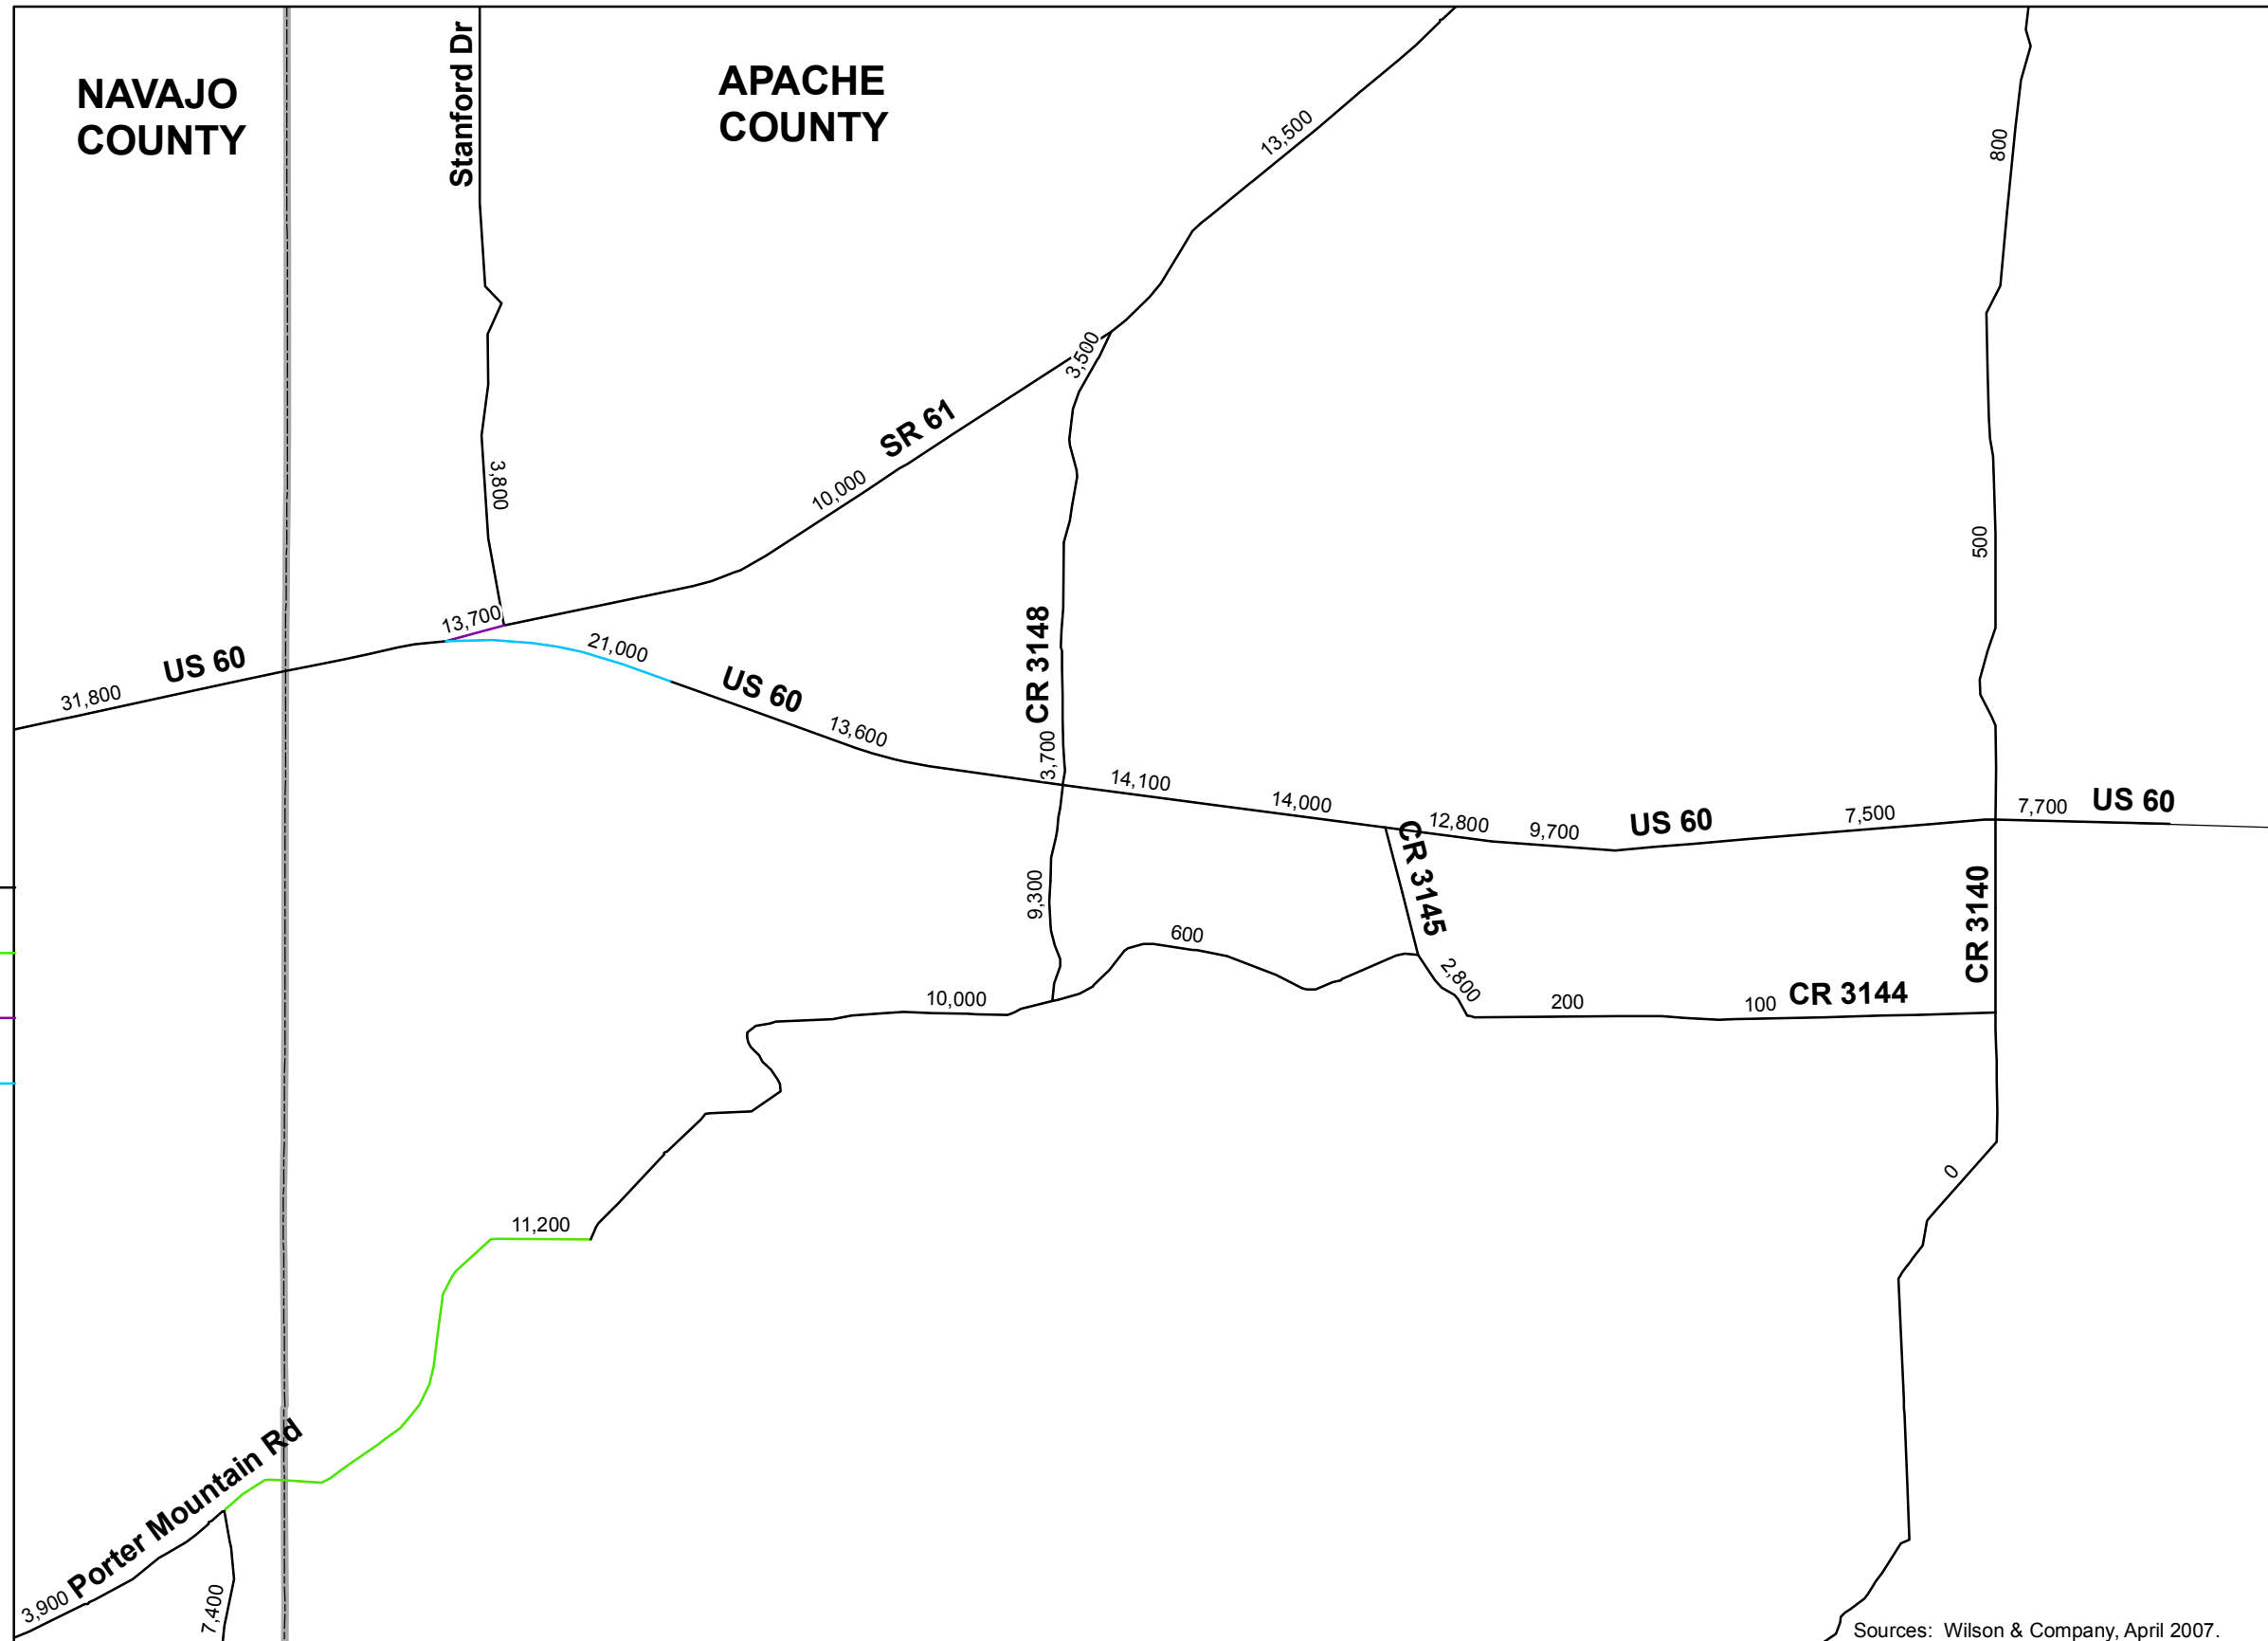 NAVAJO
COUNTY
Stanford Dr
APACHE
COUNTY
13,500
800
3,500
SR 61
10,000
3,800
500
13,700
21,000
US 60
31,800
US 60
13,600
CR 3148
3,700
14,100
14,000
12,800
9,700
US 60
7,500
7,700
US 60
CR 3145
9,300
600
CR 3140
2,800
10,000
200
100
CR 3144
0
11,200
Porter Mountain Rd
3,900
7,400
Sources: Wilson & Company, April 2007.